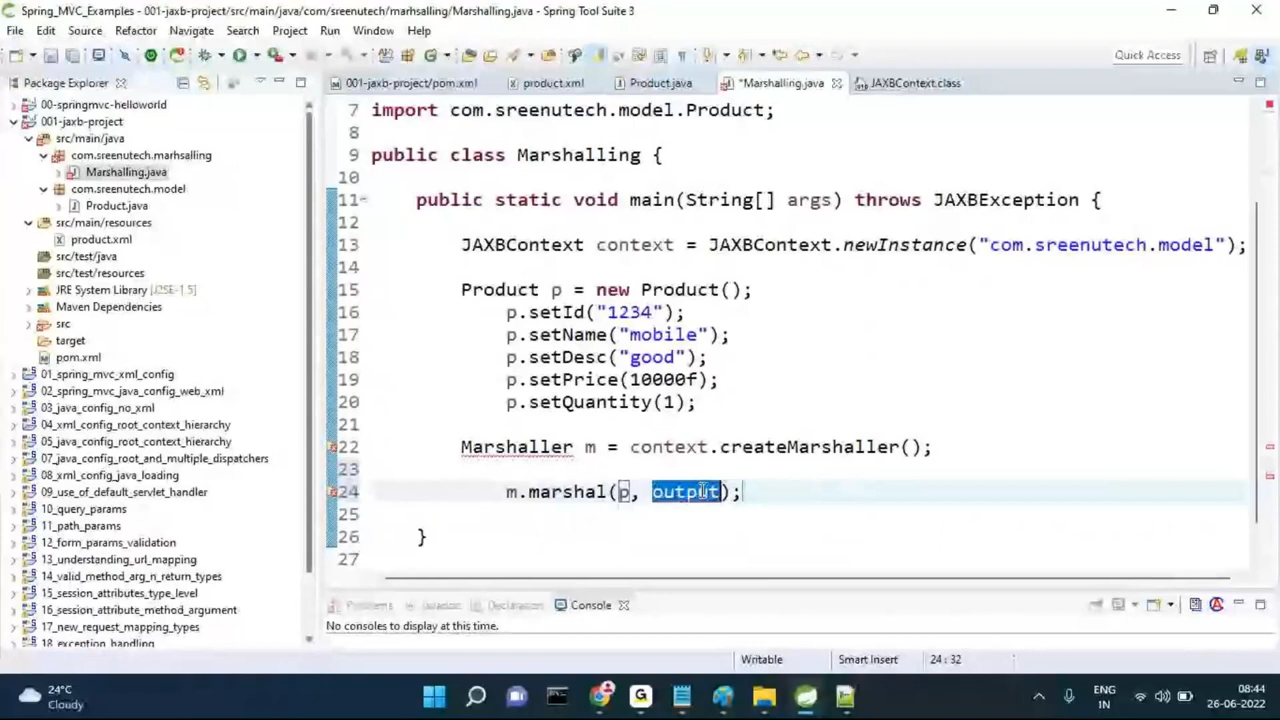 Spring_MVC_Examples - 001-jaxb-project/src/main/java/com/sreenutech/marhsalling/Marshalling.java - Spring Tool Suite 3
File Edit Source Refactor Navigate Search Project Run Window Help
Quick Access
Package Explorer
001-jaxb-project/pom.xml product.xml Product.java *Marshalling.java JAXBContext.class
00-springmvc-helloworld
001-jaxb-project
src/main/java
com.sreenutech.marhsalling
Marshalling.java
com.sreenutech.model
Product.java
src/main/resources
product.xml
src/test/java
src/test/resources
JRE System Library [J2SE-1.5]
Maven Dependencies
src
target
pom.xml
01_spring_mvc_xml_config
02_spring_mvc_java_config_web_xml
03_java_config_no_xml
04_xml_config_root_context_hierarchy
05_java_config_root_context_hierarchy
07_java_config_root_and_multiple_dispatchers
08_xml_config_java_loading
09_use_of_default_servlet_handler
10_query_params
11_path_params
12_form_params_validation
13_understanding_url_mapping
14_valid_method_arg_n_return_types
15_session_attributes_type_level
16_session_attribute_method_argument
17_new_request_mapping_types
18_exception_handling
7 import com.sreenutech.model.Product;
8
9 public class Marshalling {
10
11 public static void main(String[] args) throws JAXBException {
12
13 JAXBContext context = JAXBContext.newInstance("com.sreenutech.model");
14
15 Product p = new Product();
16 p.setId("1234");
17 p.setName("mobile");
18 p.setDesc("good");
19 p.setPrice(10000f);
20 p.setQuantity(1);
21
22 Marshaller m = context.createMarshaller();
23
24 m.marshal(p, output);
25
26 }
27
Problems Javadoc Declaration Console
No consoles to display at this time.
Writable Smart Insert 24 : 32
24°C
Cloudy
ENG
IN
08:44
26-06-2022